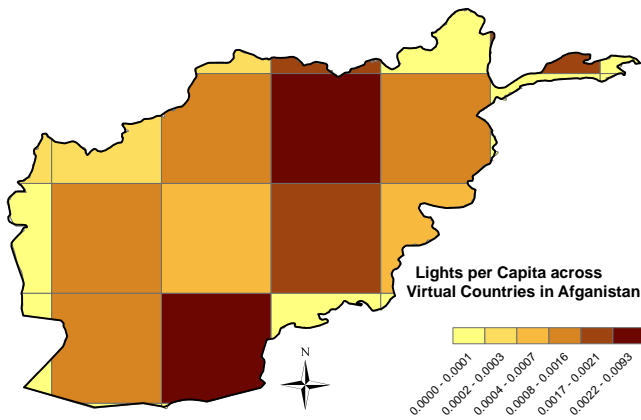 Lights per Capita across
Virtual Countries in Afganistan
N
0.0000 - 0.0001
0.0002 - 0.0003
0.0004 - 0.0007
0.0008 - 0.0016
0.0017 - 0.0021
0.0022 - 0.0093